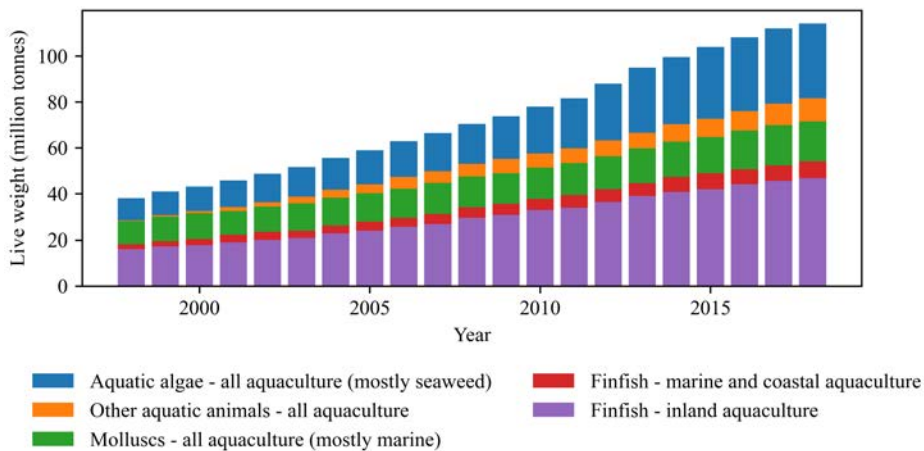 Live weight (million tonnes)
100
80
60
40
20
0
2000 2005 2010 2015
Year
Aquatic algae - all aquaculture (mostly seaweed)
Other aquatic animals - all aquaculture
Molluscs - all aquaculture (mostly marine)
Finfish - marine and coastal aquaculture
Finfish - inland aquaculture